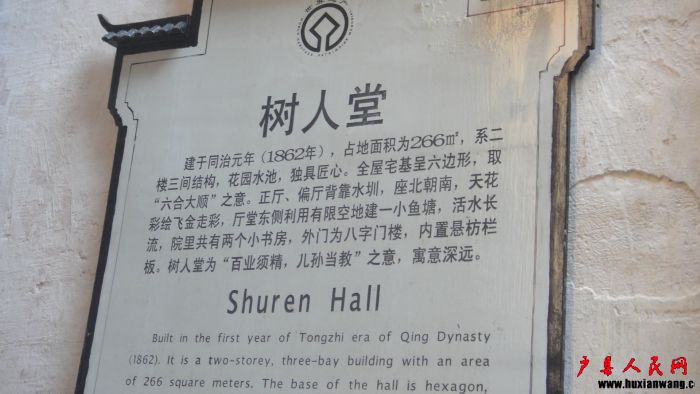 树人堂
建于同治元年（1862年），占地面积为266㎡，系二
楼三间结构，花园水池，独具匠心。全屋宅基呈六边形，取
“六合大顺”之意。正厅、偏厅背靠水圳，座北朝南，天花
彩绘飞金走彩，厅堂东侧利用有限空地建一小鱼塘，活水长
流，院里共有两个小书房，外门为八字门楼，内置悬枋栏
板。树人堂为“百业须精，儿孙当教”之意，寓意深远。
Shuren Hall
Built in the first year of Tongzhi era of Qing Dynasty
(1862). It is a two-storey, three-bay building with an area
of 266 square meters. The base of the hall is hexagon,
户县人民网
www.huxianwang.c